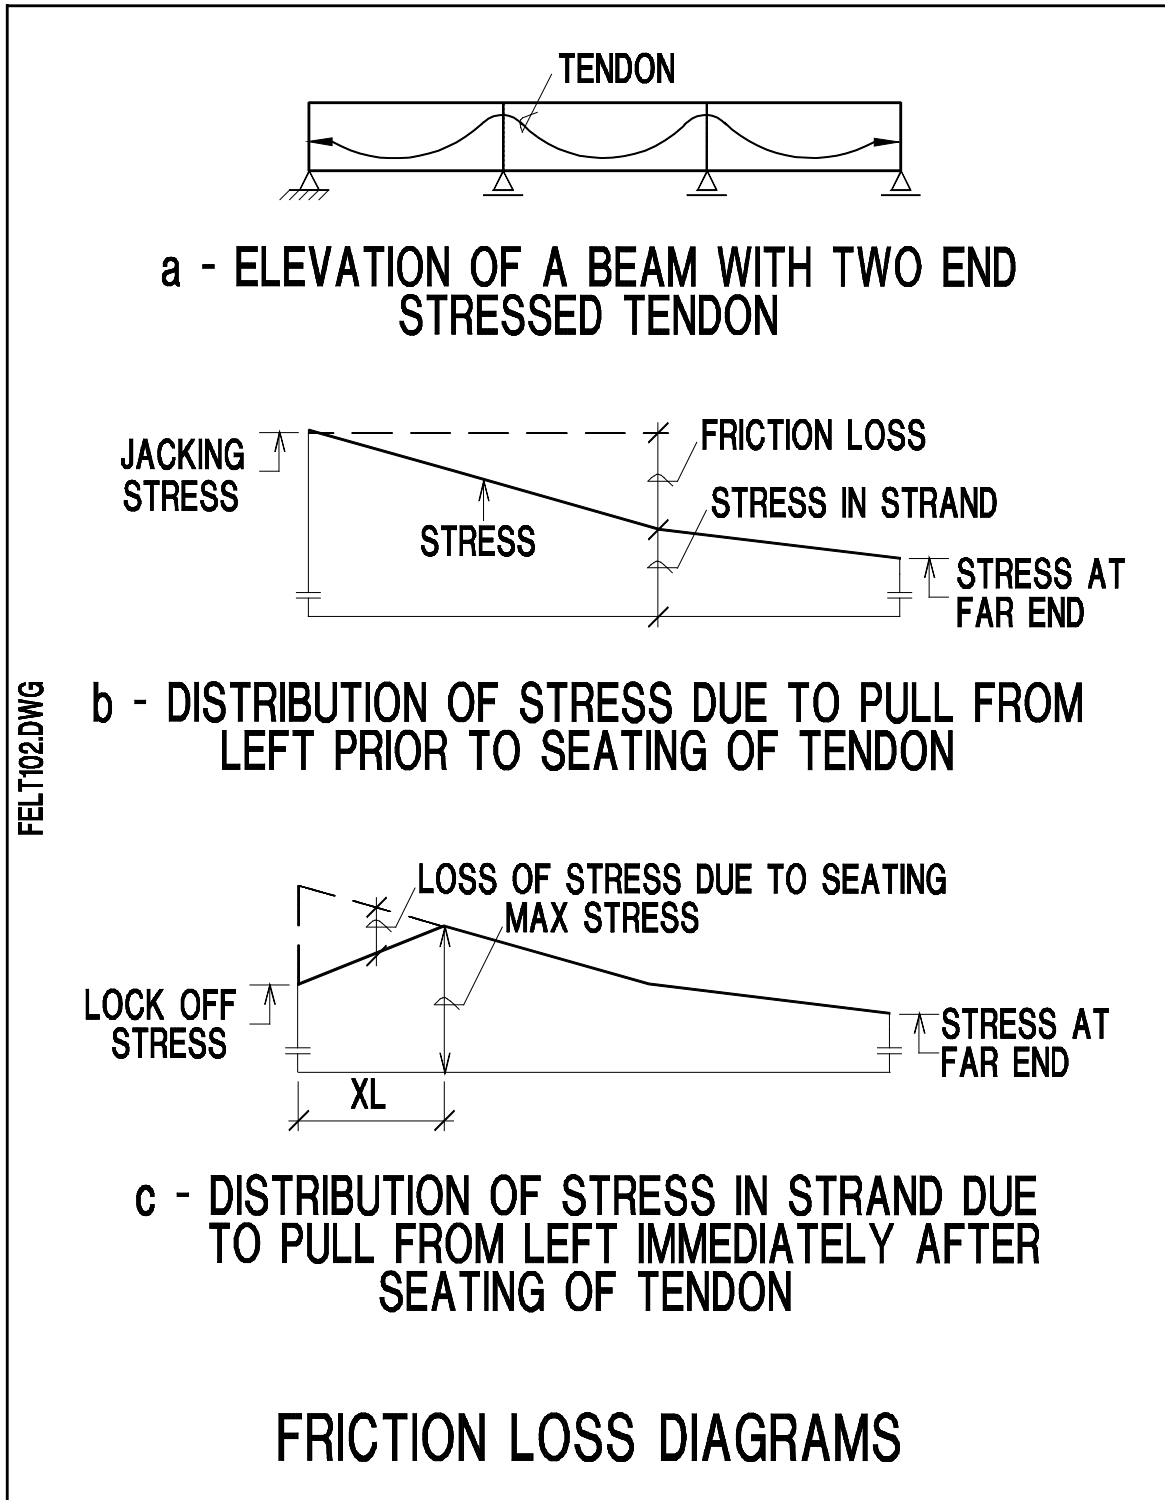 TENDON
a - ELEVATION OF A BEAM WITH TWO END
STRESSED TENDON
JACKING
STRESS
FRICTION LOSS
STRESS IN STRAND
STRESS
STRESS AT
FAR END
b - DISTRIBUTION OF STRESS DUE TO PULL FROM
LEFT PRIOR TO SEATING OF TENDON
FELT102.DWG
LOSS OF STRESS DUE TO SEATING
MAX STRESS
LOCK OFF
STRESS
STRESS AT
FAR END
XL
c - DISTRIBUTION OF STRESS IN STRAND DUE
TO PULL FROM LEFT IMMEDIATELY AFTER
SEATING OF TENDON
FRICTION LOSS DIAGRAMS